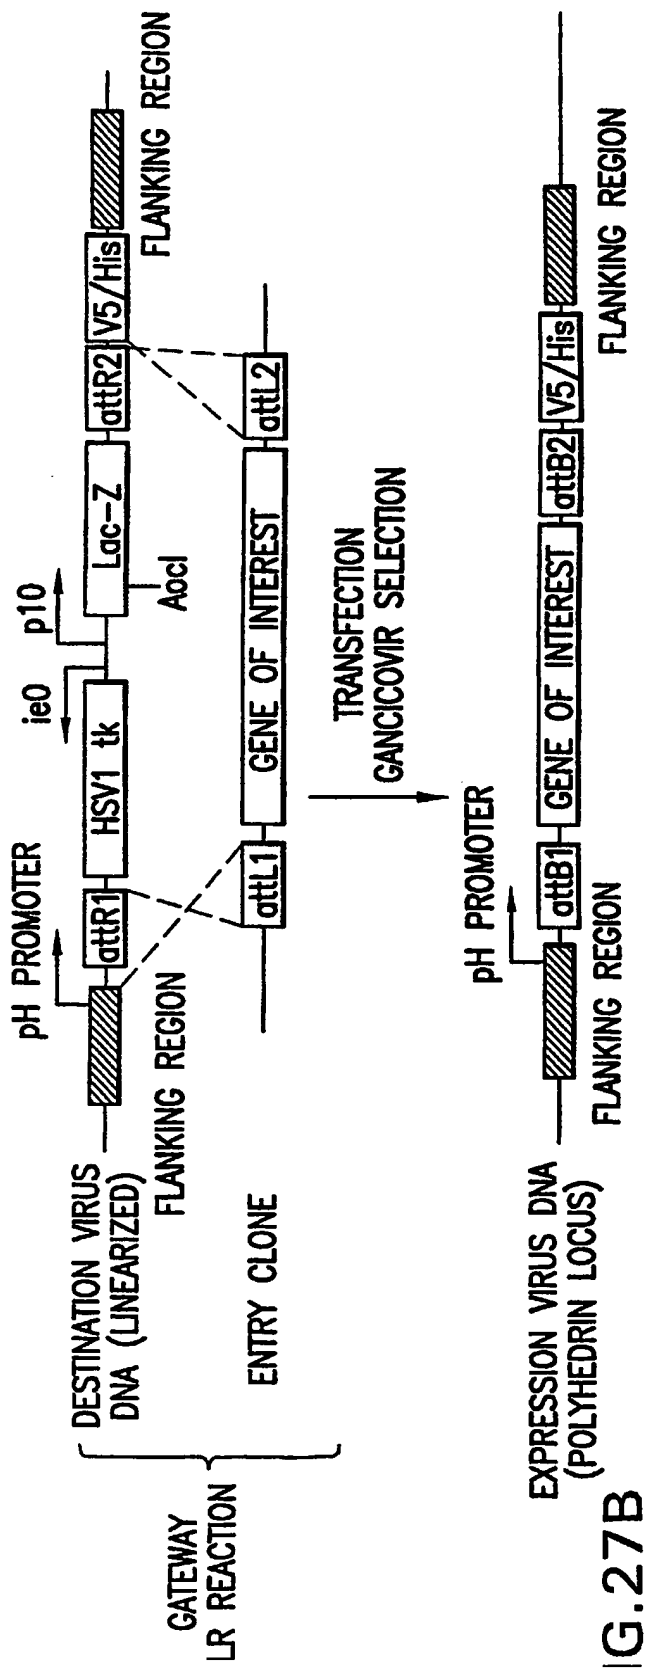 GATEWAY
LR REACTION
DESTINATION VIRUS
DNA (LINEARIZED)
FLANKING REGION
pH PROMOTER
attR1
HSV1 tk
ie0
p10
Lac-Z
AocI
attR2
V5/His
FLANKING REGION
ENTRY CLONE
attL1
GENE OF INTEREST
attL2
TRANSFECTION
GANCICOVIR SELECTION
EXPRESSION VIRUS DNA
(POLYHEDRIN LOCUS)
FLANKING REGION
pH PROMOTER
attB1
GENE OF INTEREST
attB2
V5/His
FLANKING REGION
IG.27B